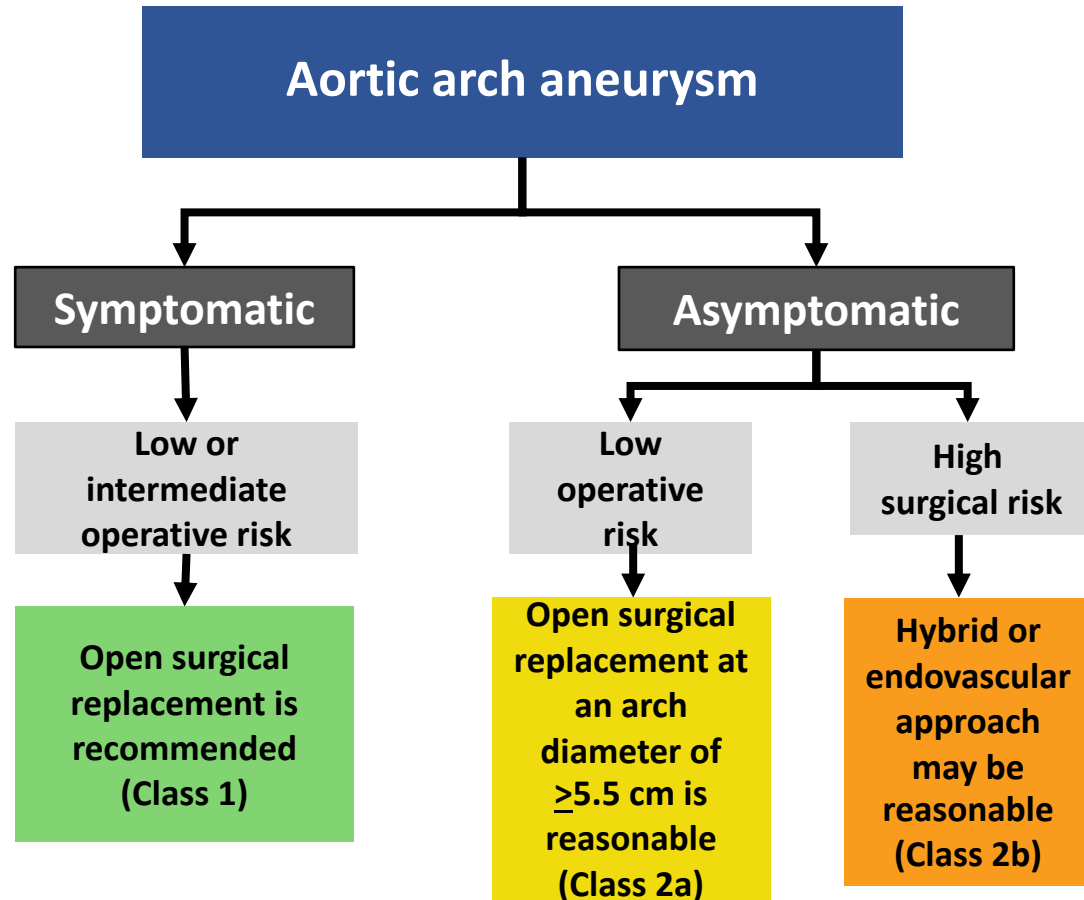 Aortic arch aneurysm
Symptomatic
Asymptomatic
Low or
intermediate
operative risk
Low
operative
risk
High
surgical risk
Open surgical
replacement is
recommended
(Class 1)
Open surgical
replacement at
an arch
diameter of
≥5.5 cm is
reasonable
(Class 2a)
Hybrid or
endovascular
approach
may be
reasonable
(Class 2b)